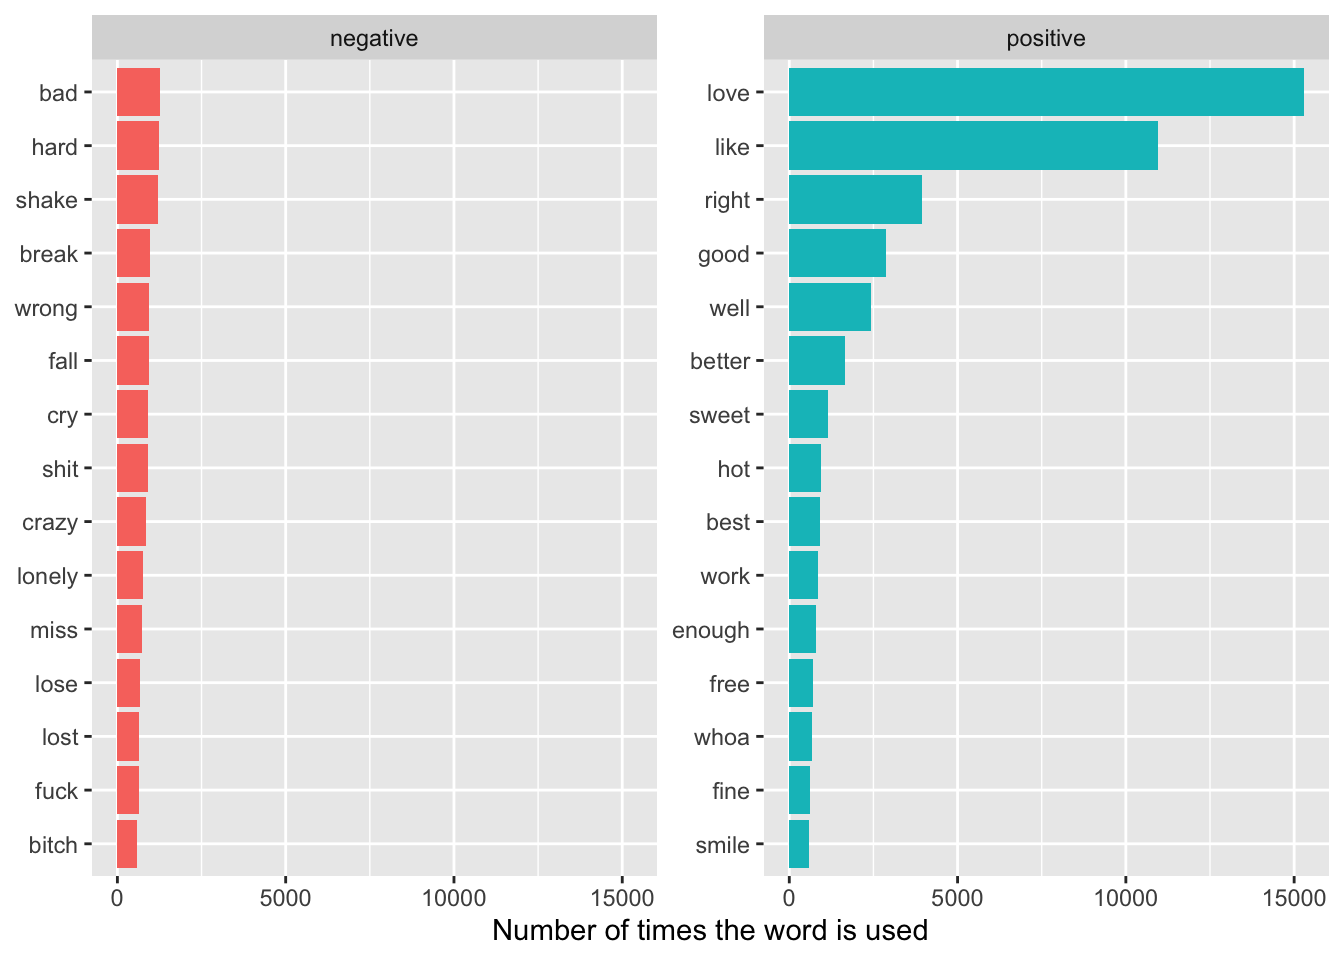 negative
bad
hard
shake
break
wrong
fall
cry
shit
crazy
lonely
miss
lose
lost
fuck
bitch
0 5000 10000 15000
positive
love
like
right
good
well
better
sweet
hot
best
work
enough
free
whoa
fine
smile
0 5000 10000 15000
Number of times the word is used